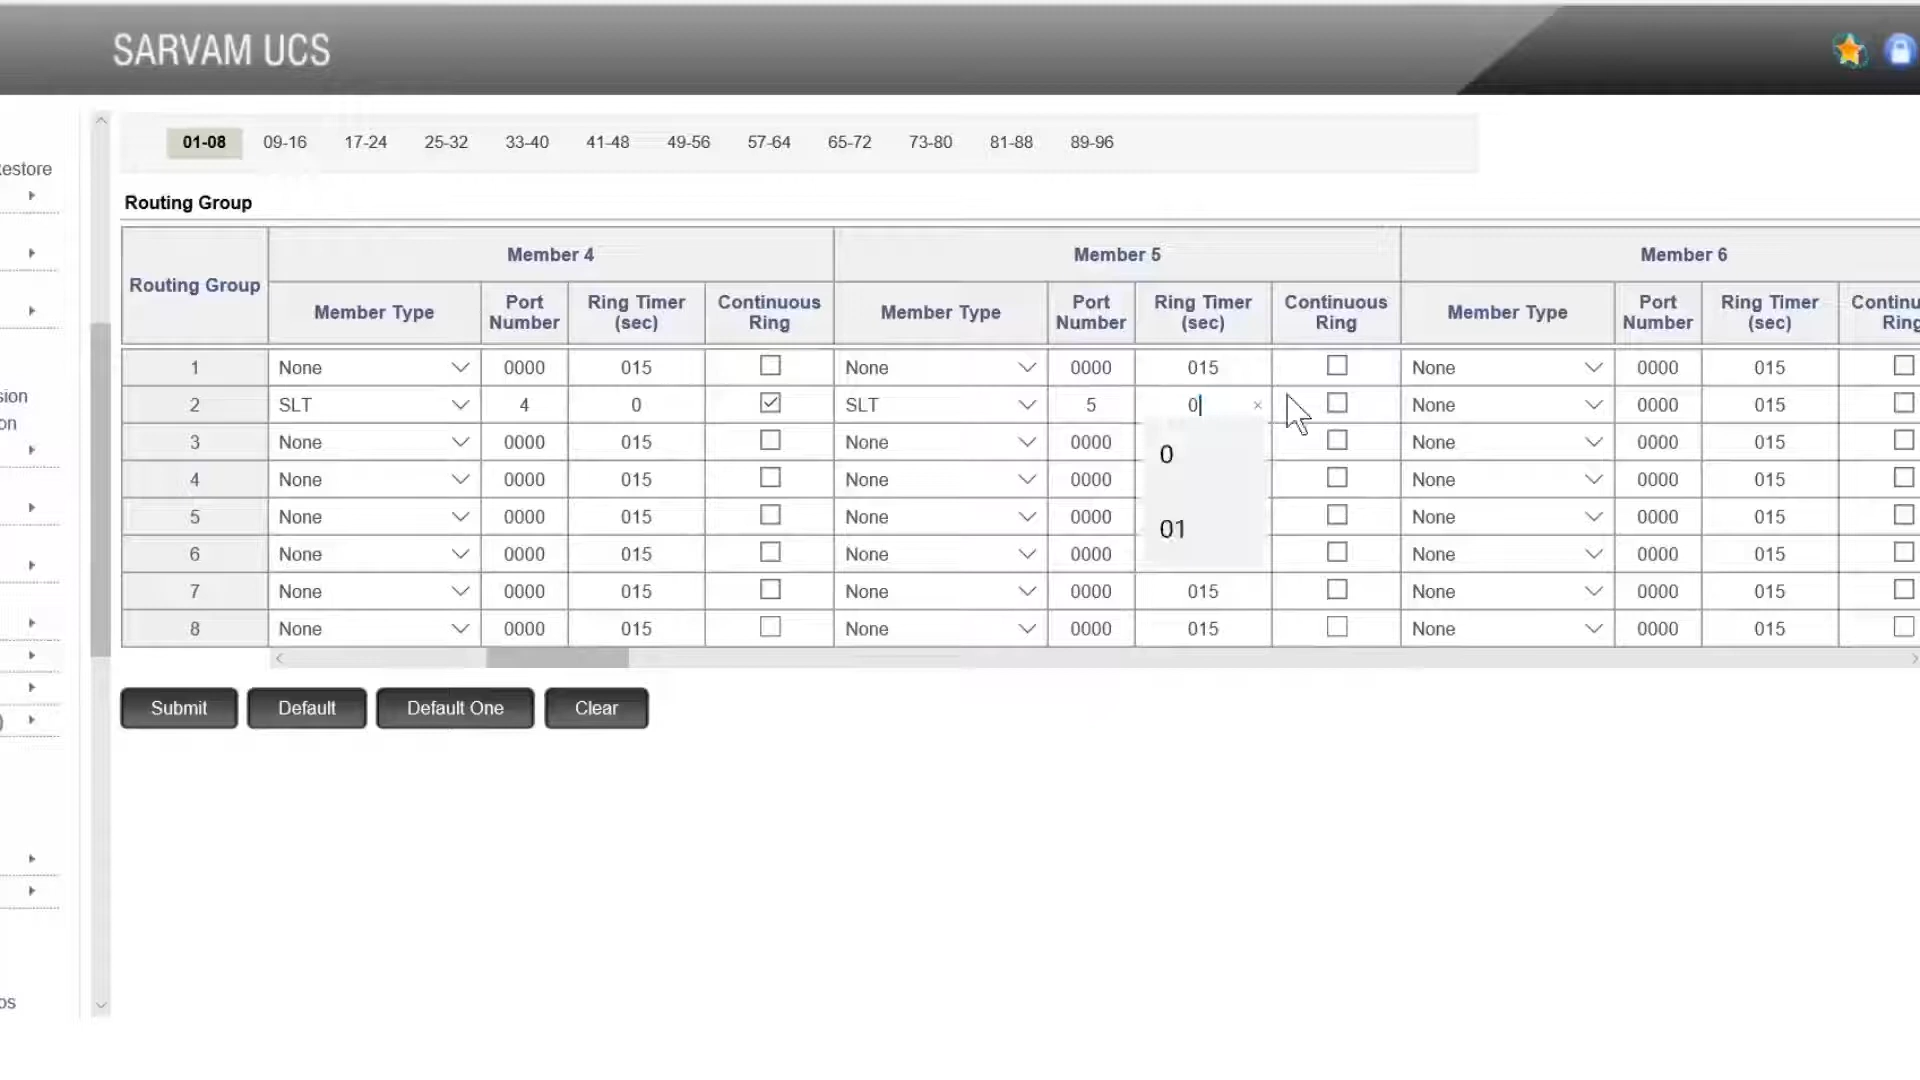 SARVAM UCS
01-08 09-16 17-24 25-32 33-40 41-48 49-56 57-64 65-72 73-80 81-88 89-96
estore
Routing Group
Routing Group Member 4 Member 5 Member 6
Member Type Port Number Ring Timer (sec) Continuous Ring Member Type Port Number Ring Timer (sec) Continuous Ring Member Type Port Number Ring Timer (sec) Continu Ring
1 None 0000 015 None 0000 015 None 0000 015
2 SLT 4 0 SLT 5 0 × None 0000 015
3 None 0000 015 None 0000 None 0000 015
0
4 None 0000 015 None 0000 None 0000 015
5 None 0000 015 None 0000 None 0000 015
01
6 None 0000 015 None 0000 None 0000 015
7 None 0000 015 None 0000 015 None 0000 015
8 None 0000 015 None 0000 015 None 0000 015
sion
on
)
os
Submit Default Default One Clear